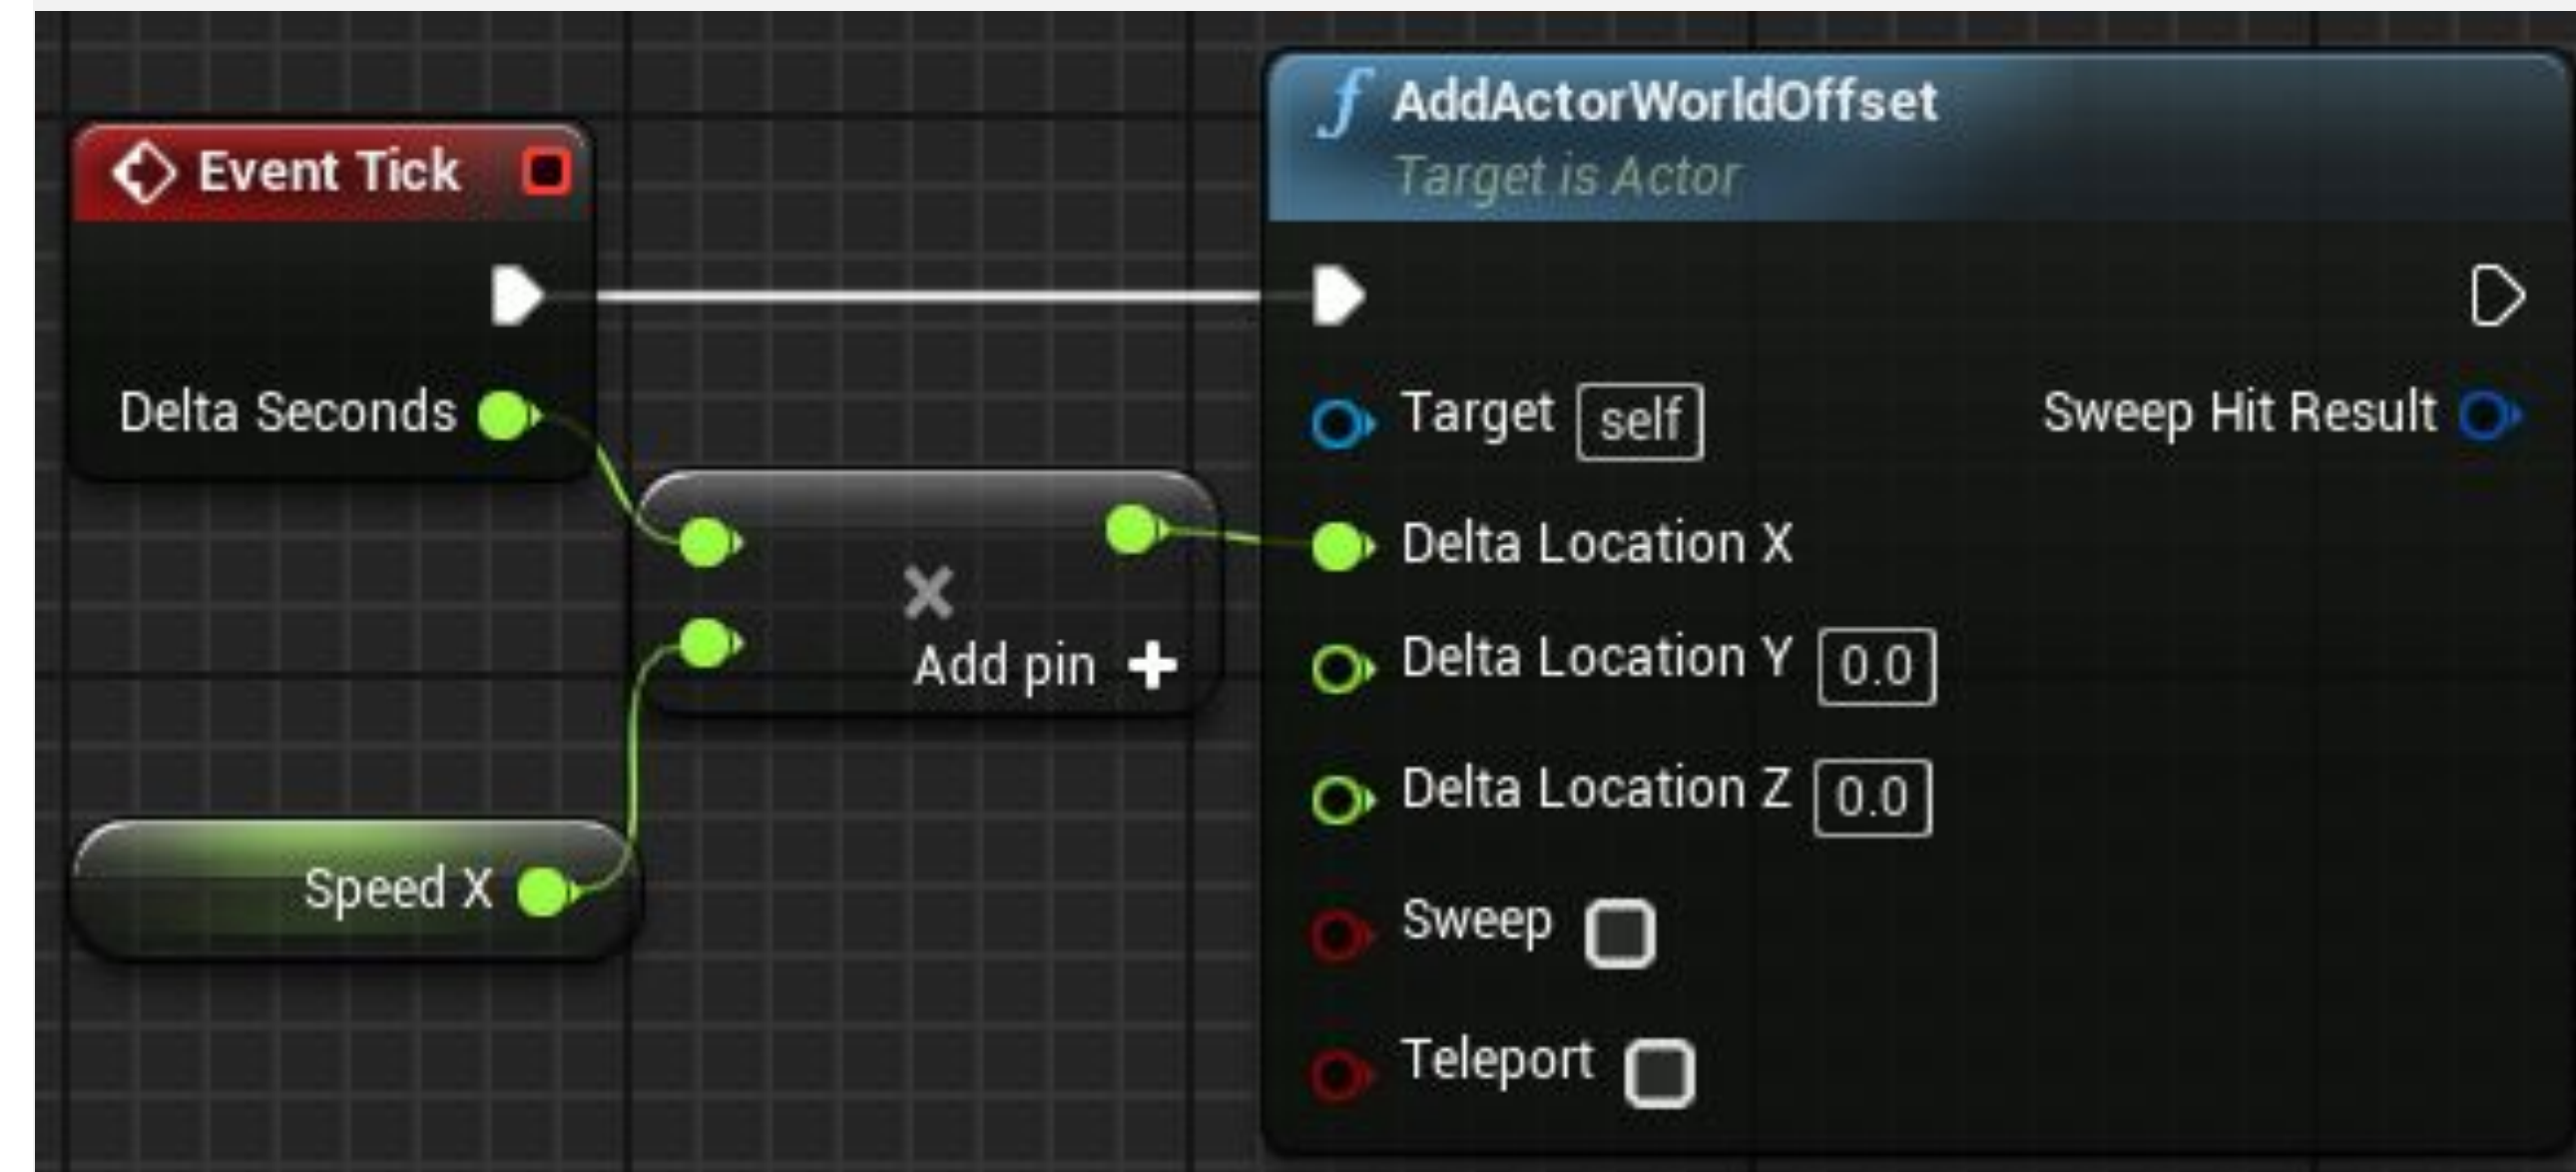 Event Tick
Delta Seconds
Add pin
Speed X
AddActorWorldOffset
Target is Actor
Target self
Sweep Hit Result
Delta Location X
Delta Location Y 0.0
Delta Location Z 0.0
Sweep
Teleport